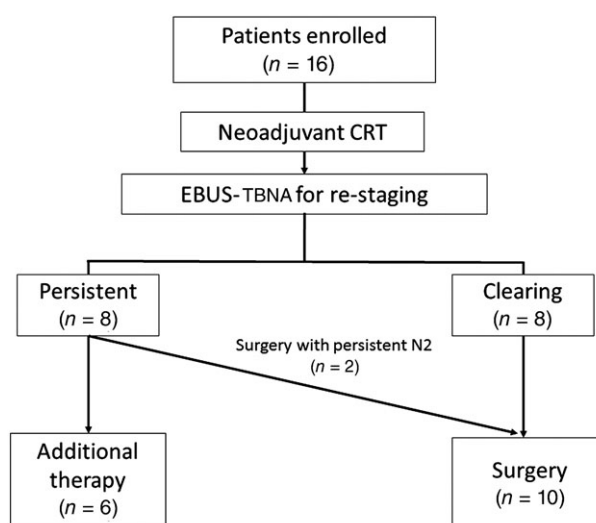 Patients enrolled
(n = 16)
Neoadjuvant CRT
EBUS-TBNA for re-staging
Persistent
(n = 8)
Clearing
(n = 8)
Surgery with persistent N2
(n = 2)
Additional
therapy
(n = 6)
Surgery
(n = 10)